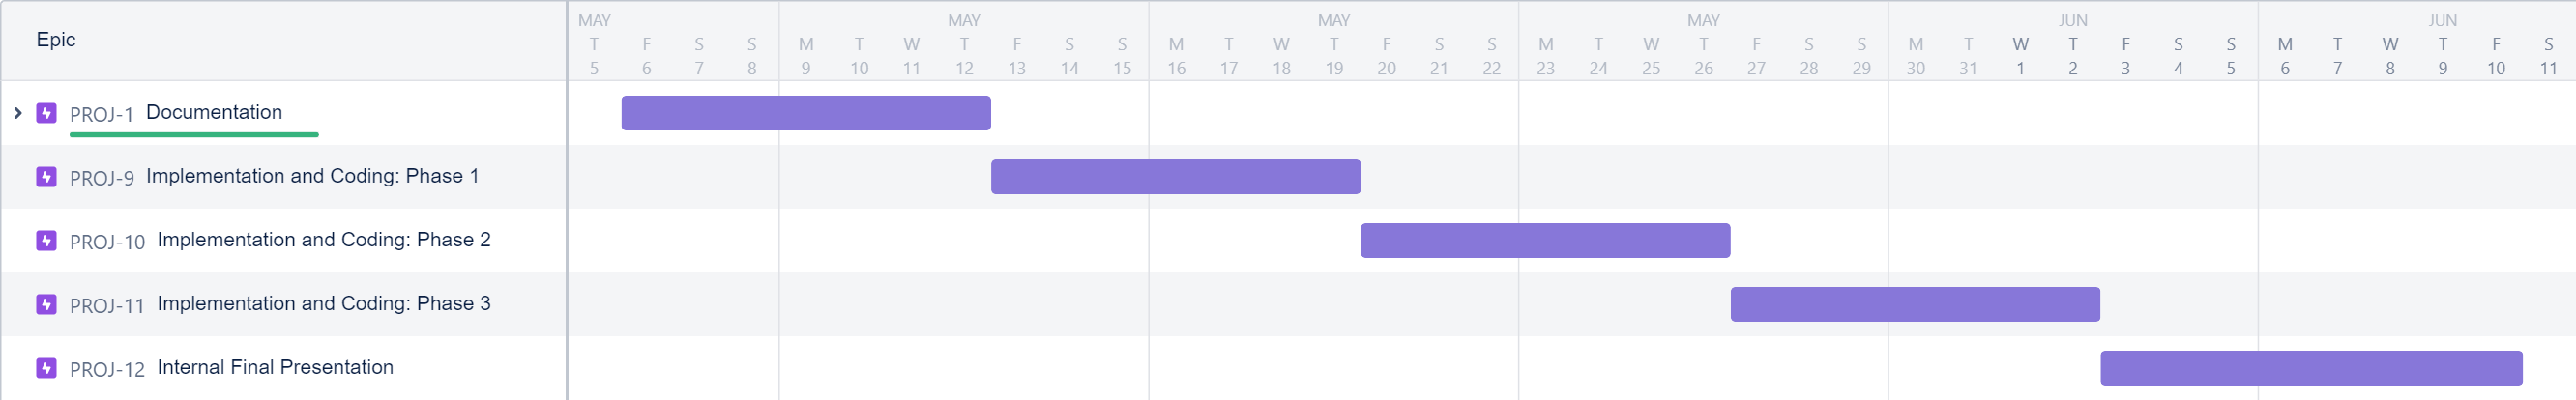 Epic
MAY MAY MAY MAY JUN JUN
T F S S M T W T F S S M T W T F S S M T W T F S S M T W T F S S M T W T F S
5 6 7 8 9 10 11 12 13 14 15 16 17 18 19 20 21 22 23 24 25 26 27 28 29 30 31 1 2 3 4 5 6 7 8 9 10 11
PROJ-1 Documentation
PROJ-9 Implementation and Coding: Phase 1
PROJ-10 Implementation and Coding: Phase 2
PROJ-11 Implementation and Coding: Phase 3
PROJ-12 Internal Final Presentation